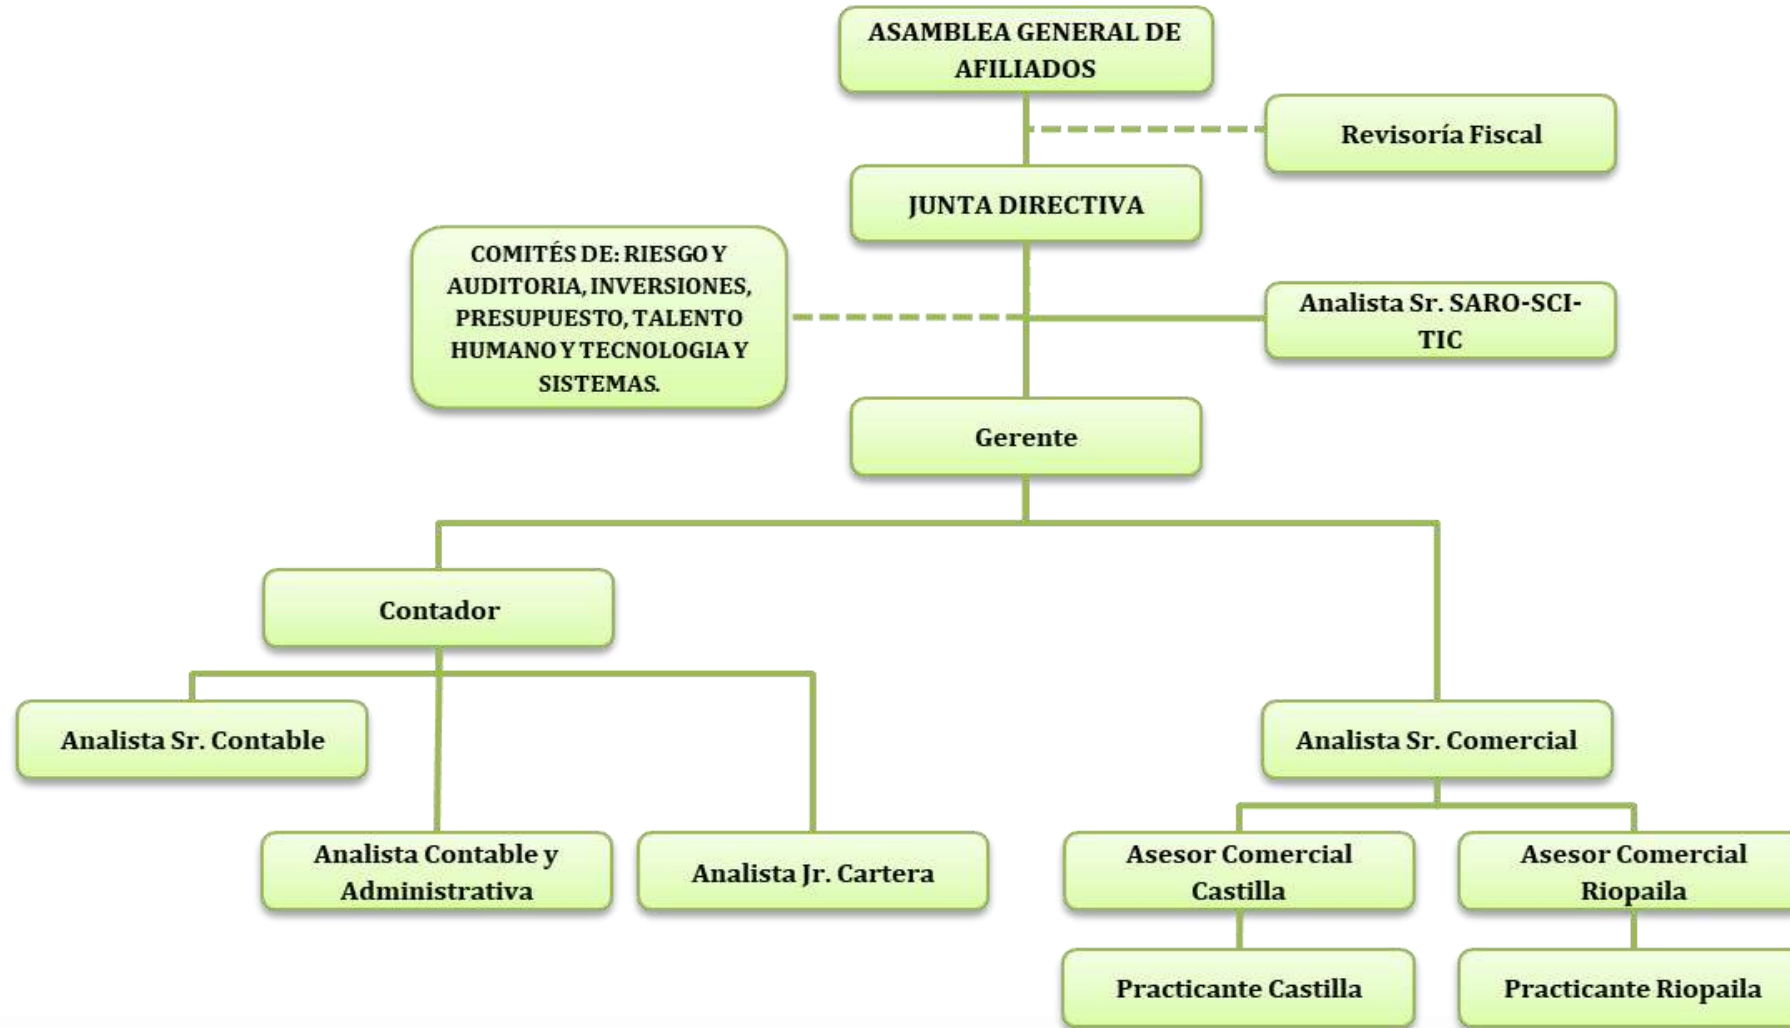 ASAMBLEA GENERAL DE
AFILIADOS
Revisoría Fiscal
JUNTA DIRECTIVA
COMITÉS DE: RIESGO Y
AUDITORIA, INVERSIONES,
PRESUPUESTO, TALENTO
HUMANO Y TECNOLOGIA Y
SISTEMAS.
Analista Sr. SARO-SCI-
TIC
Gerente
Contador
Analista Sr. Contable
Analista Sr. Comercial
Analista Contable y
Administrativa
Analista Jr. Cartera
Asesor Comercial
Castilla
Asesor Comercial
Riopaila
Practicante Castilla
Practicante Riopaila